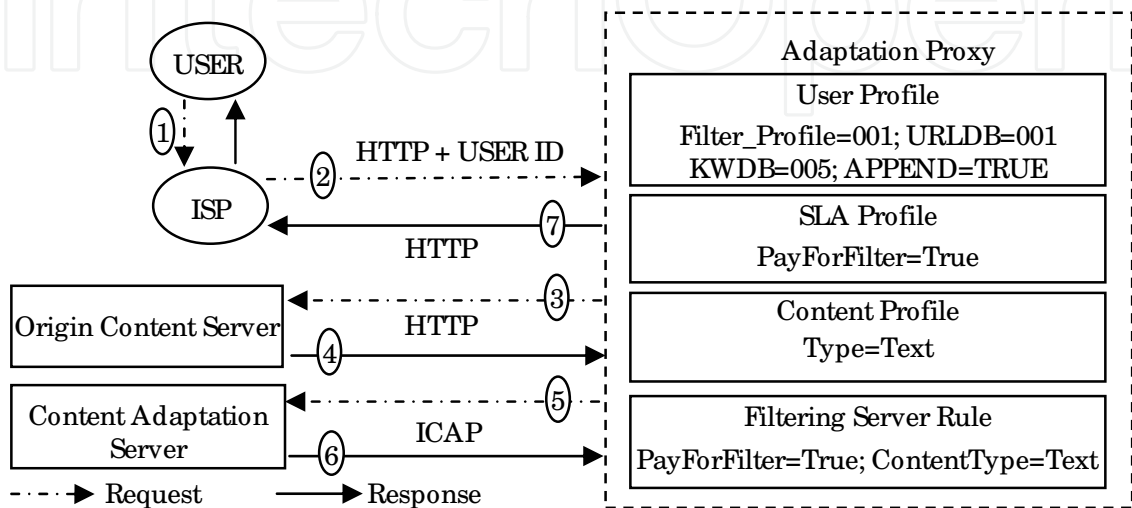 IntechOpen
USER
1
ISP
HTTP + USER ID
2
7
HTTP
Origin Content Server
3
HTTP
4
Content Adaptation
Server
5
ICAP
6
Request
Response
Adaptation Proxy
User Profile
Filter_Profile=001; URLDB=001
KWDB=005; APPEND=TRUE
SLA Profile
PayForFilter=True
Content Profile
Type=Text
Filtering Server Rule
PayForFilter=True; ContentType=Text